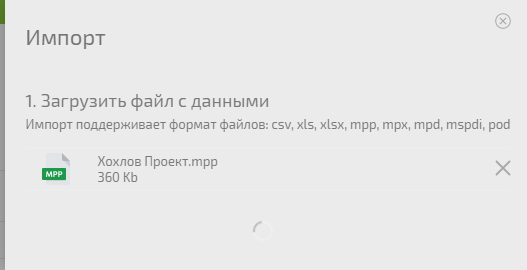 Импорт
1. Загрузить файл с данными
Импорт поддерживает формат файлов: csv, xls, xlsx, mpp, mpx, mpd, mspdi, pod
Хохлов Проект.mpp
MPP
360 Kb